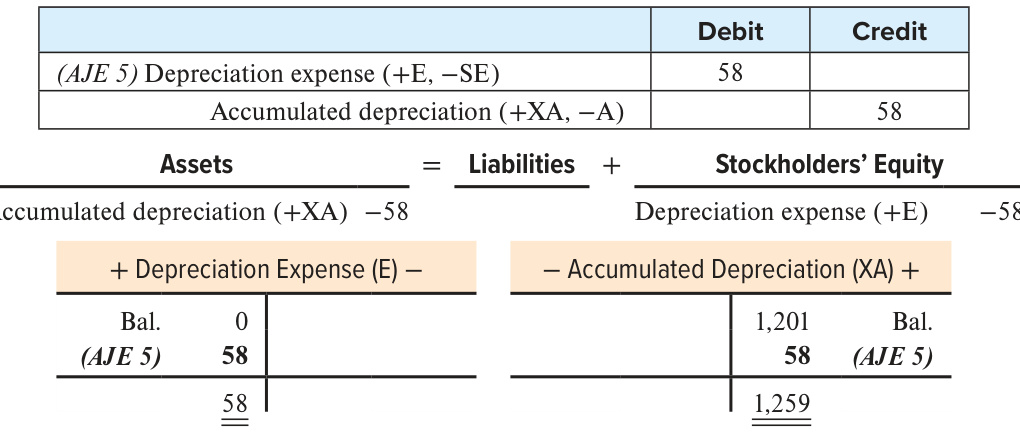 Debit Credit
(AJE 5) Depreciation expense (+E, −SE) 58
Accumulated depreciation (+XA, −A) 58
Assets = Liabilities + Stockholders’ Equity
ccumulated depreciation (+XA) −58 Depreciation expense (+E) −58
+ Depreciation Expense (E) − − Accumulated Depreciation (XA) +
Bal. 0 1,201 Bal.
(AJE 5) 58 58 (AJE 5)
58 1,259